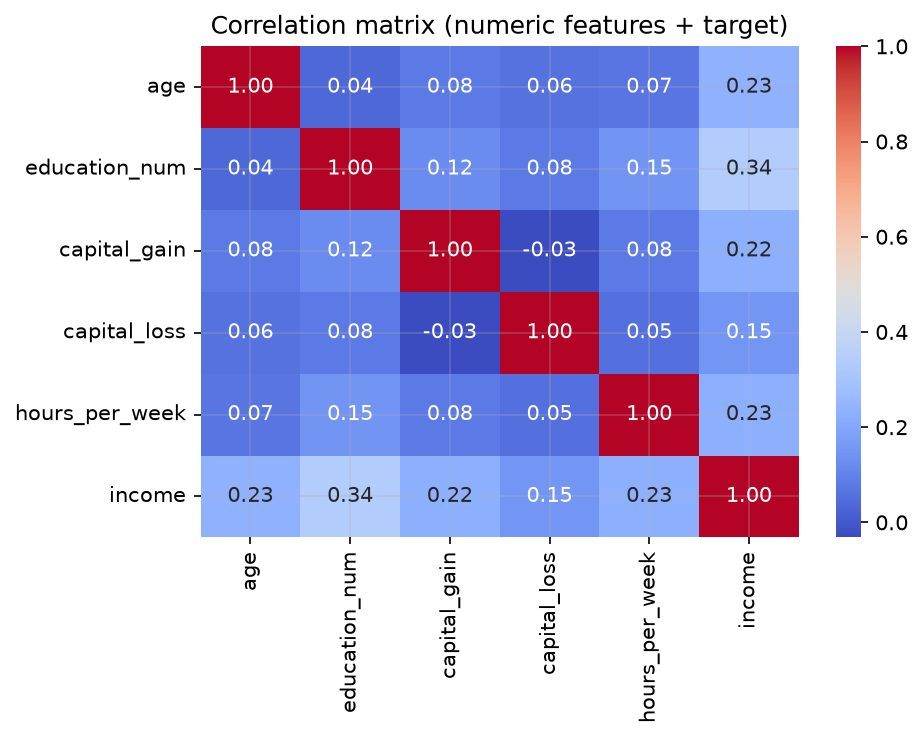 Correlation matrix (numeric features + target)
age 1.00 0.04 0.08 0.06 0.07 0.23
education_num 0.04 1.00 0.12 0.08 0.15 0.34
capital_gain 0.08 0.12 1.00 -0.03 0.08 0.22
capital_loss 0.06 0.08 -0.03 1.00 0.05 0.15
hours_per_week 0.07 0.15 0.08 0.05 1.00 0.23
income 0.23 0.34 0.22 0.15 0.23 1.00
age education_num capital_gain capital_loss hours_per_week income
1.0
0.8
0.6
0.4
0.2
0.0